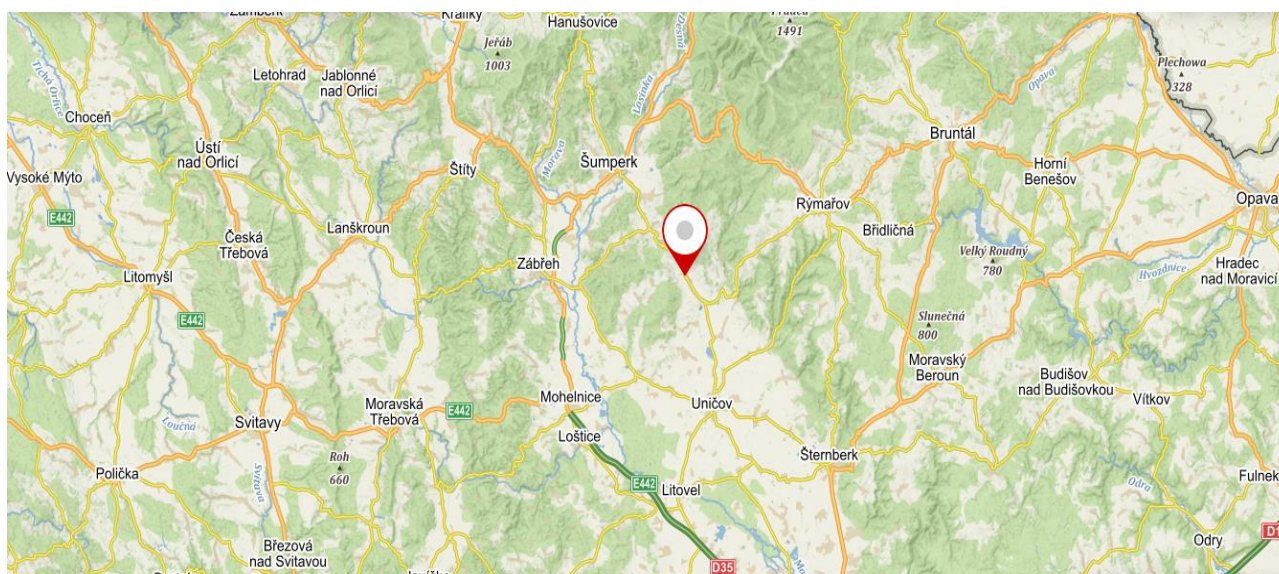 Žamberk
Králíky
Hanušovice
Desná
Praděd
1491
Jeřáb
1003
Plechowa
328
Tichá Orlice
Letohrad
Jablonné
nad Orlicí
Losinka
Opava
Choceň
Bruntál
Ústí
nad Orlicí
Štíty
Morava
Šumperk
Horní
Benešov
Vysoké Mýto
E442
Rýmařov
Opava
Lanškroun
Břidličná
Česká
Třebová
Velký Roudný
780
Zábřeh
Litomyšl
Hvozdnice
Hradec
nad Moravicí
E442
Slunečná
800
Moravský
Beroun
Budišov
nad Budišovkou
Mohelnice
Uničov
Vítkov
Moravská
Třebová
E442
Svitavy
Loučná
Loštice
Roh
660
Šternberk
Polička
Svitava
E442
Litovel
Odra
Fulnek
Březová
nad Svitavou
Odry
D1
D35